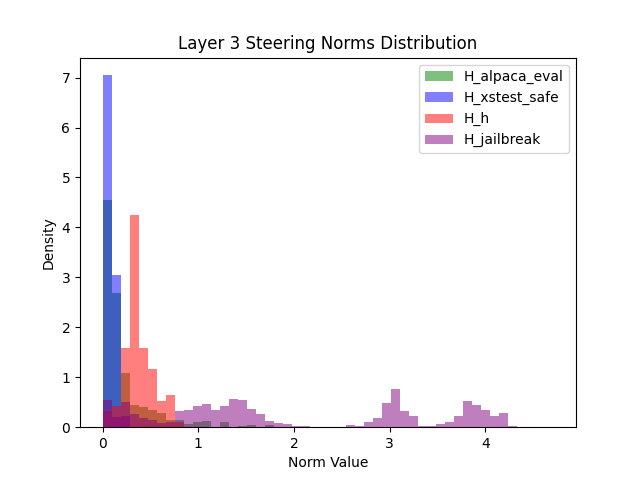 Layer 3 Steering Norms Distribution
H_alpaca_eval
H_xstest_safe
H_h
H_jailbreak
7
6
5
4
3
2
1
0
Density
0 1 2 3 4
Norm Value